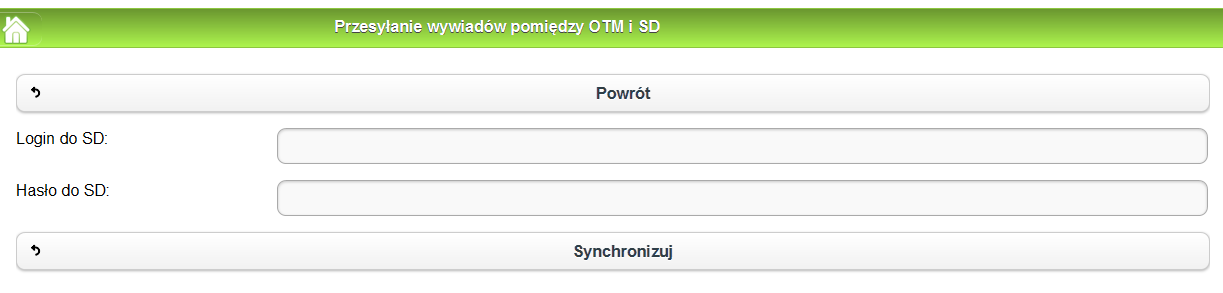 Przesyłanie wywiadów pomiędzy OTM i SD
Powrót
Login do SD:
Hasło do SD:
Synchronizuj